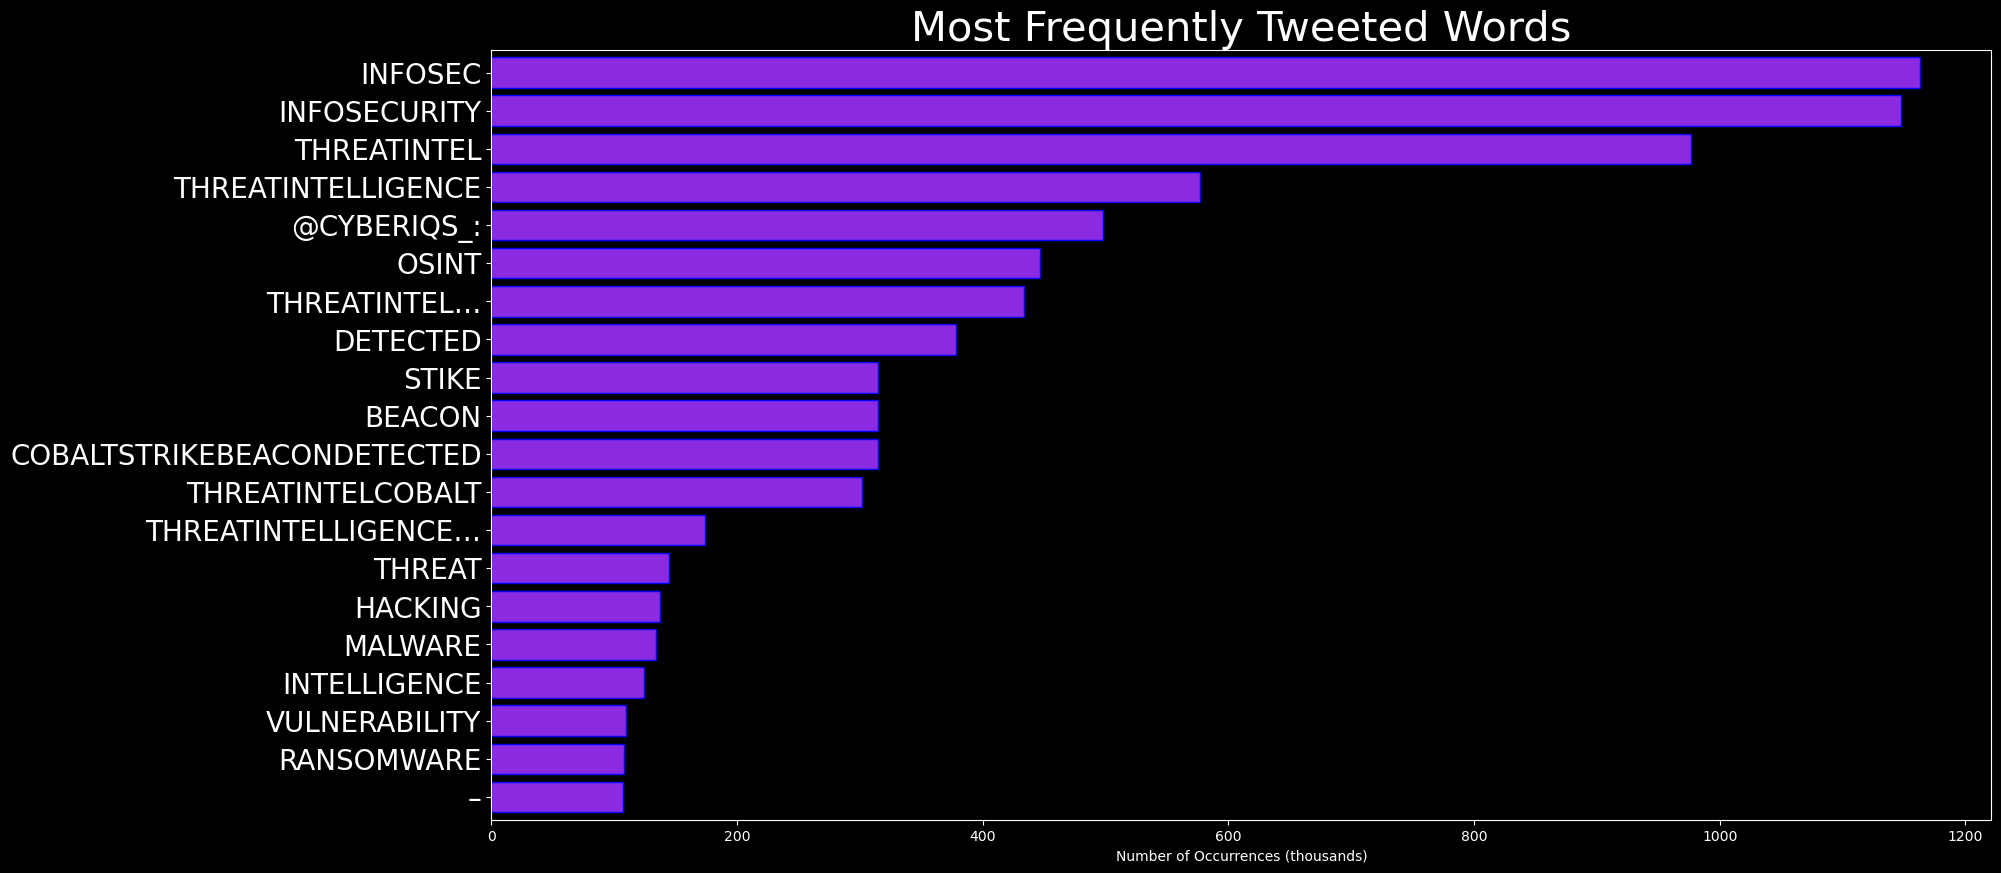 Most Frequently Tweeted Words
INFOSEC
INFOSECURITY
THREATINTEL
THREATINTELLIGENCE
@CYBERIQS_:
OSINT
THREATINTEL…
DETECTED
STIKE
BEACON
COBALTSTRIKEBEACONDETECTED
THREATINTELCOBALT
THREATINTELLIGENCE…
THREAT
HACKING
MALWARE
INTELLIGENCE
VULNERABILITY
RANSOMWARE
–
0 200 400 600 800 1000 1200
Number of Occurrences (thousands)